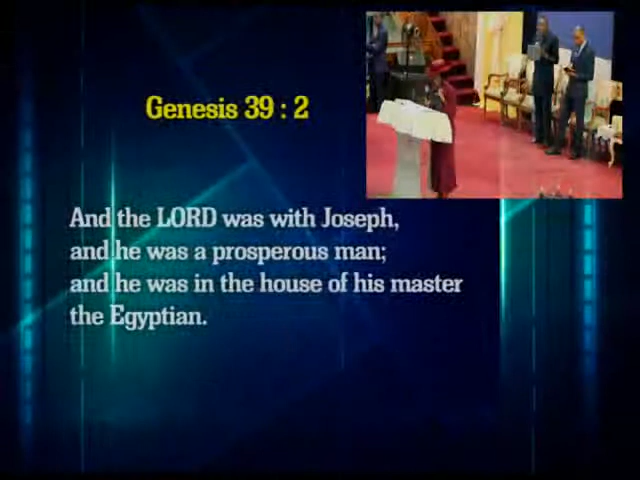 Genesis 39 : 2
And the LORD was with Joseph,
and he was a prosperous man;
and he was in the house of his master
the Egyptian.